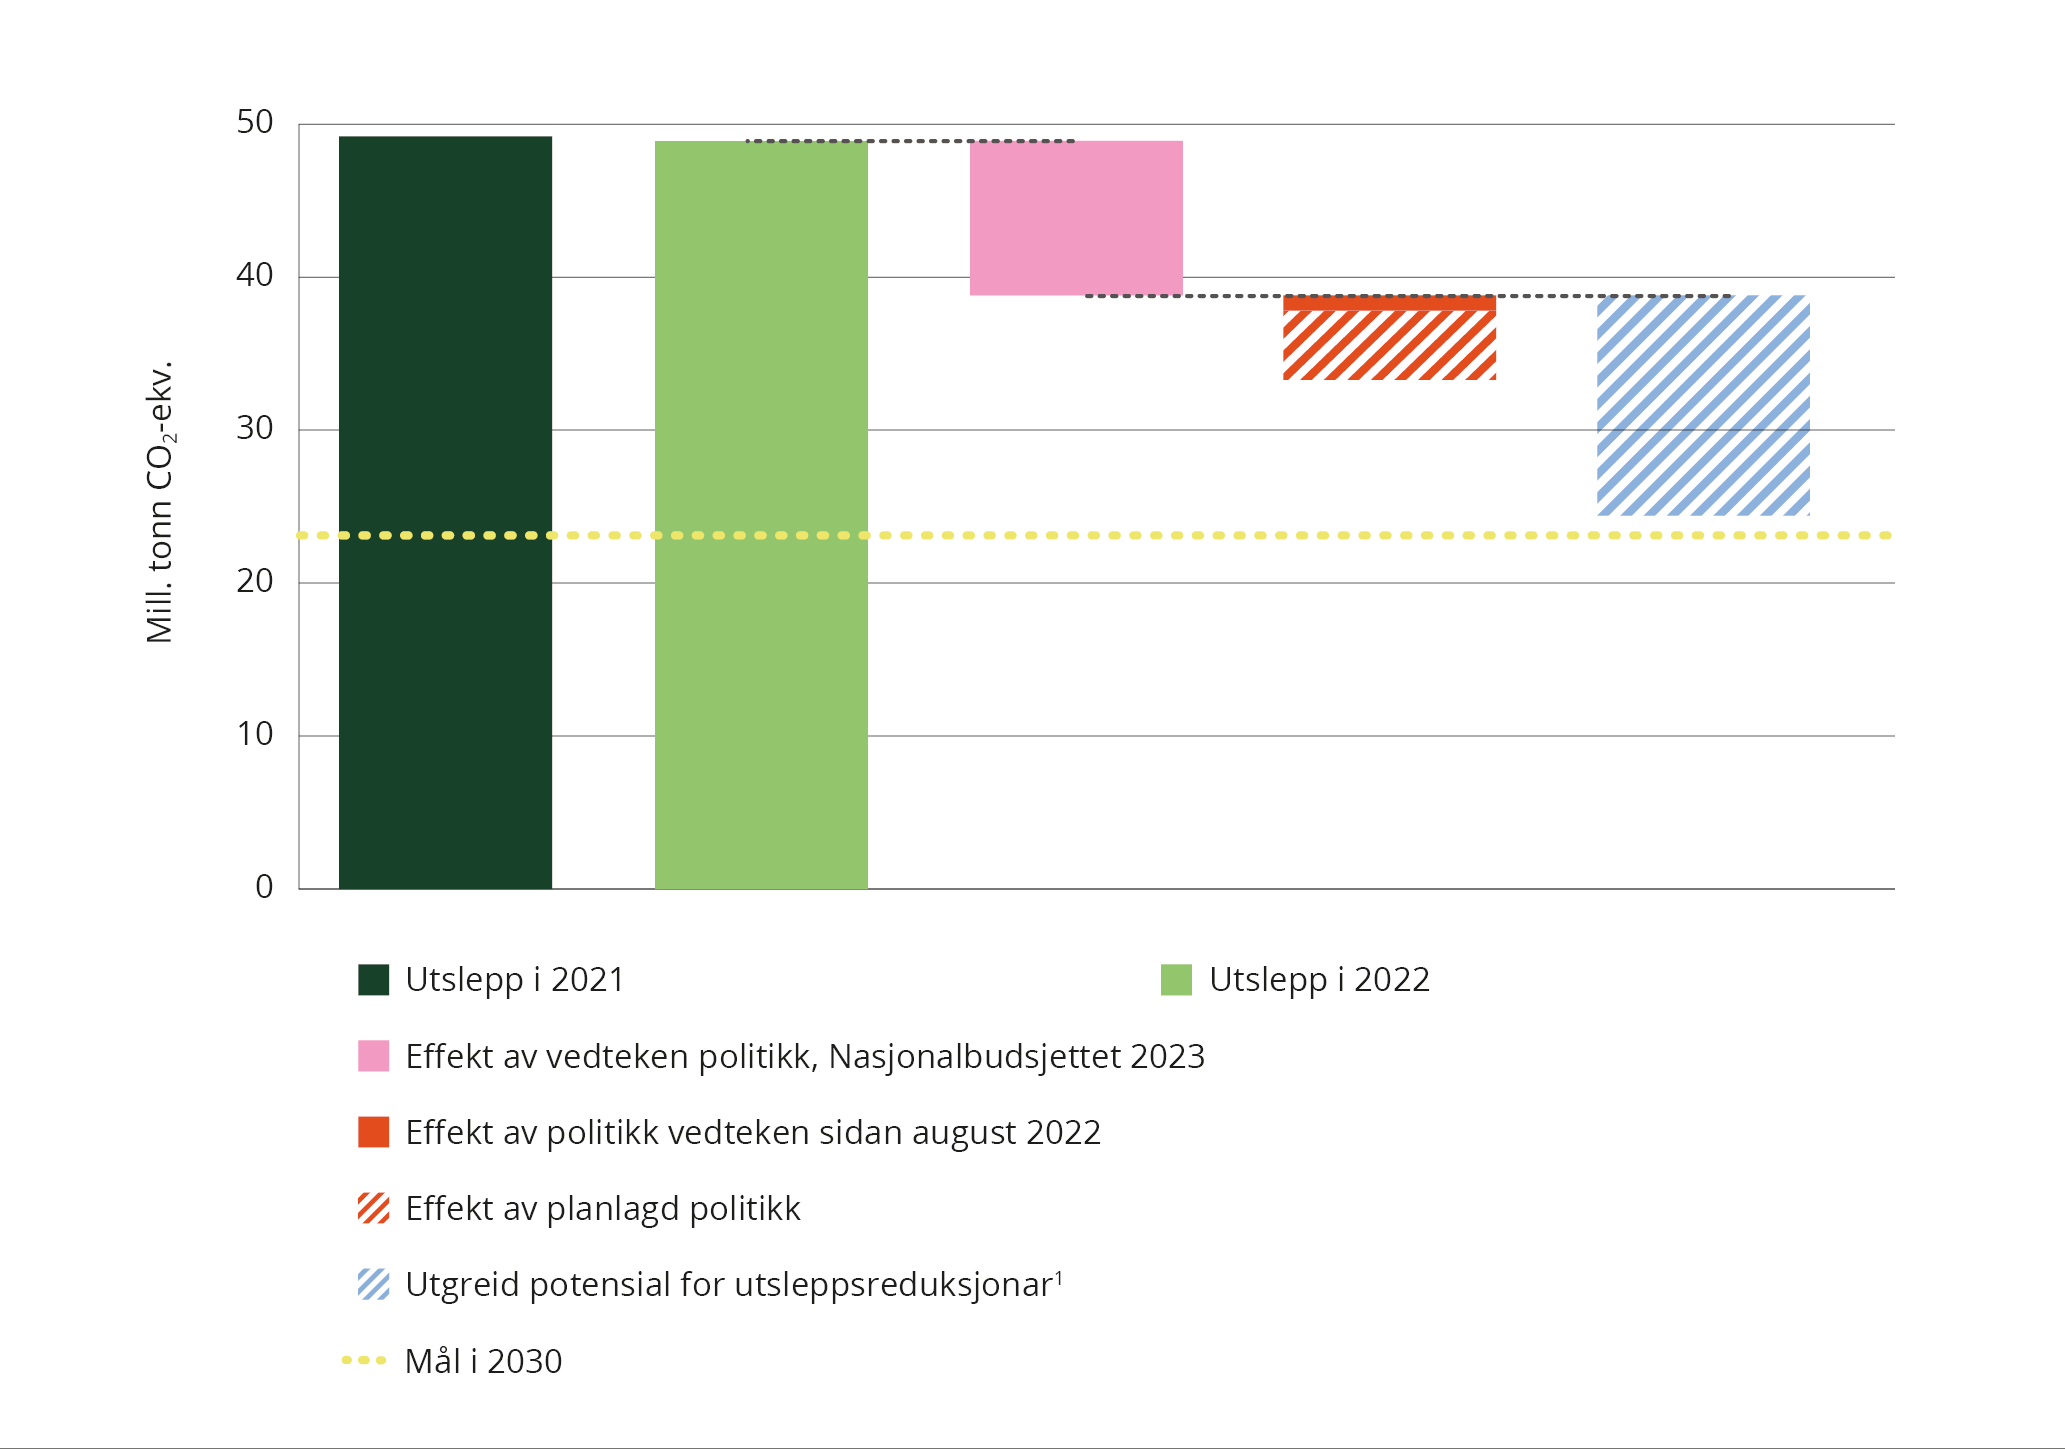 50
40
30
20
10
0
Mill. tonn CO₂-ekv.
Utslepp i 2021
Utslepp i 2022
Effekt av vedteken politikk, Nasjonalbudsjettet 2023
Effekt av politikk vedteken sidan august 2022
Effekt av planlagd politikk
Utgreid potensial for utsleppsreduksjonar¹
Mål i 2030